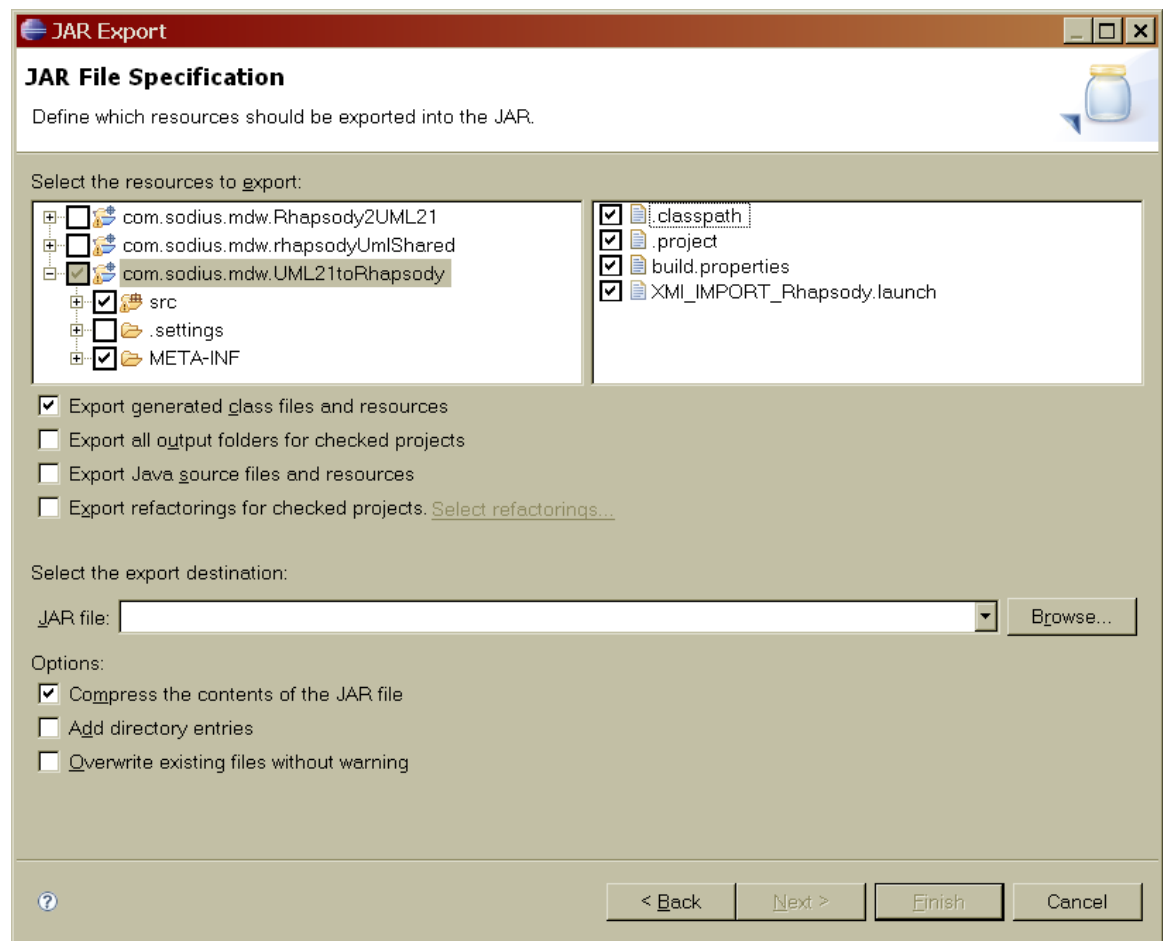 JAR Export
JAR File Specification
Define which resources should be exported into the JAR.
Select the resources to export:
com.sodius.mdw.Rhapsody2UML21
com.sodius.mdw.rhapsodyUmlShared
com.sodius.mdw.UML21toRhapsody
src
.settings
META-INF
.classpath
.project
build.properties
XMI_IMPORT_Rhapsody.launch
Export generated class files and resources
Export all output folders for checked projects
Export Java source files and resources
Export refactorings for checked projects. Select refactorings...
Select the export destination:
JAR file: Browse...
Options:
Compress the contents of the JAR file
Add directory entries
Overwrite existing files without warning
? < Back Next > Finish Cancel